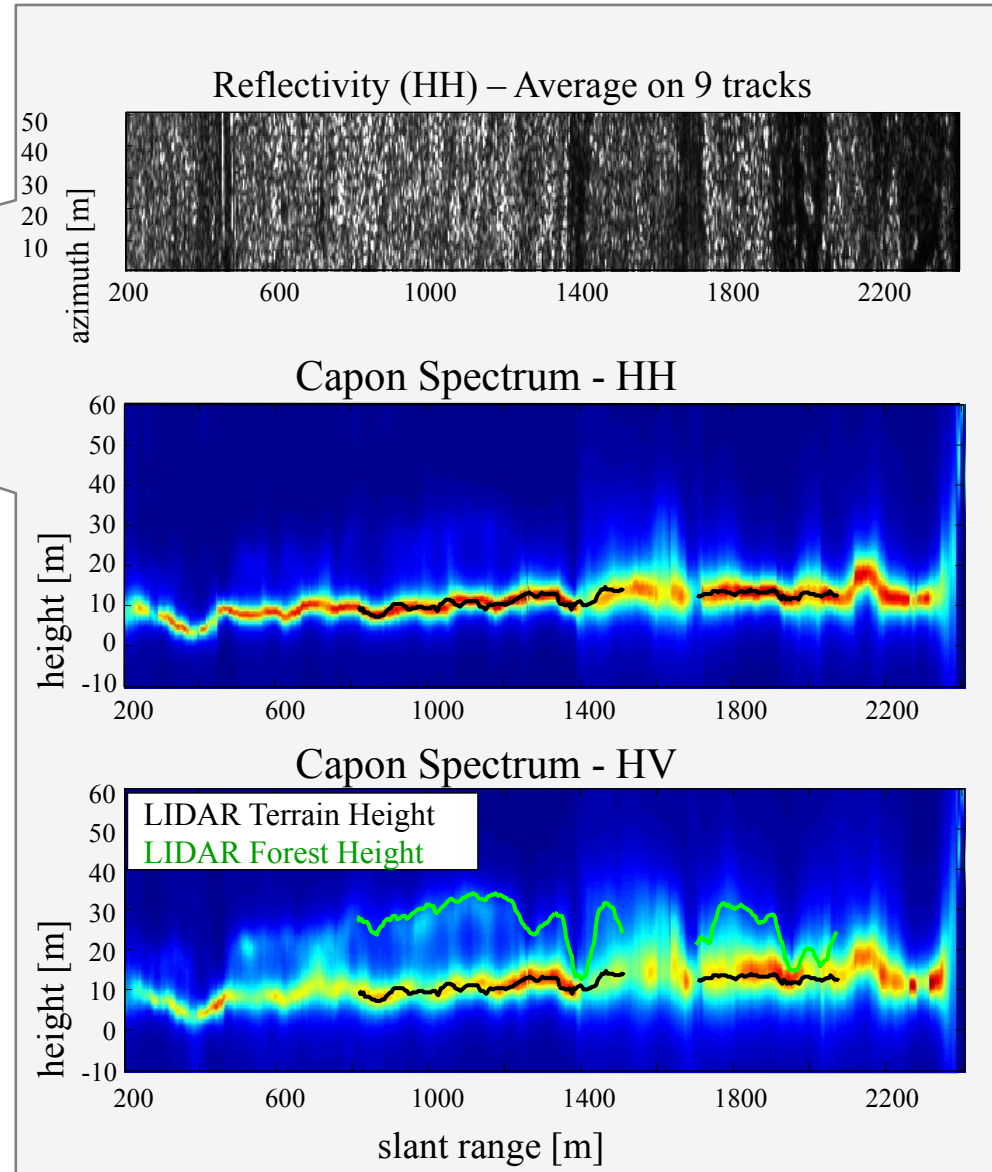 Reflectivity (HH) – Average on 9 tracks
50
40
30
20
10
azimuth [m]
200 600 1000 1400 1800 2200
Capon Spectrum - HH
60
50
40
30
20
10
0
-10
height [m]
200 600 1000 1400 1800 2200
Capon Spectrum - HV
LIDAR Terrain Height
LIDAR Forest Height
60
50
40
30
20
10
0
-10
height [m]
200 600 1000 1400 1800 2200
slant range [m]